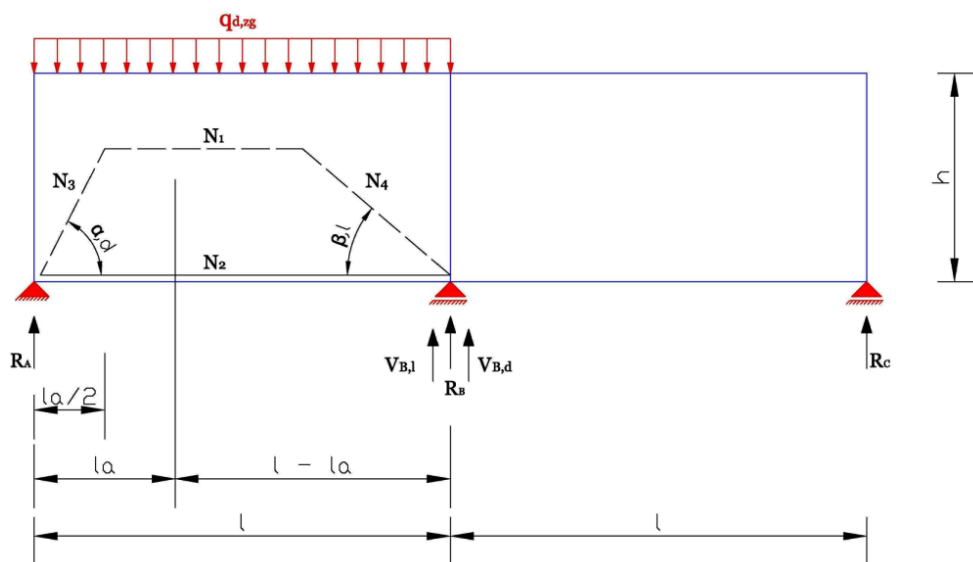 qd,zg
N1
N3
N4
α,d
β,l
N2
h
RA
VB,l
RB
VB,d
RC
la/2
la
l - la
l
l